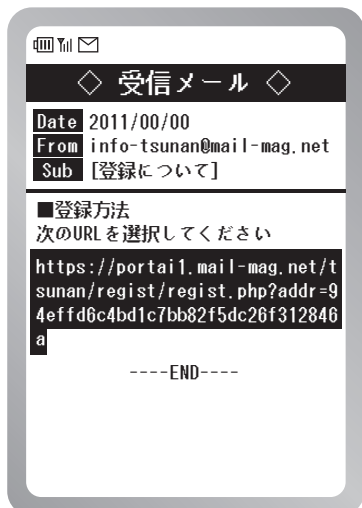 ◇ 受信メール ◇
Date 2011/00/00
From info-tsunan@mail-mag.net
Sub [登録について]
■登録方法
次のURLを選択してください
https://portai1.mail-mag.net/t
sunan/regist/regist.php?addr=9
4effd6c4bd1c7bb82f5dc26f312846
a
----END----